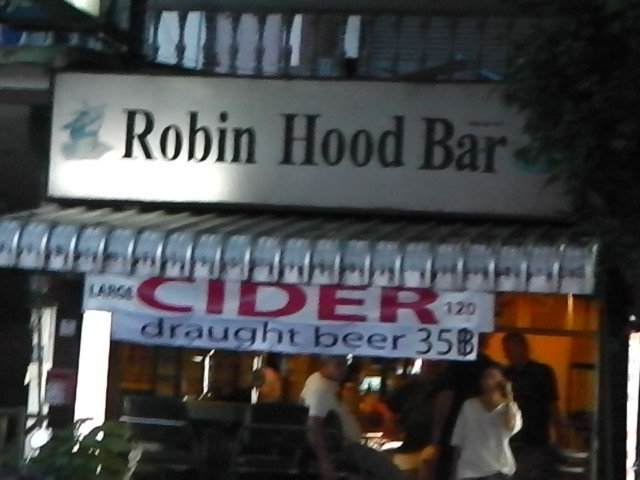 Robin Hood Bar
LARGE CIDER 120
draught beer 35฿